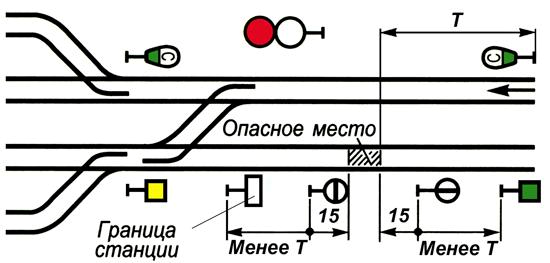 С
T
С
Опасное место
15
15
Граница
станции
Менее T
Менее T